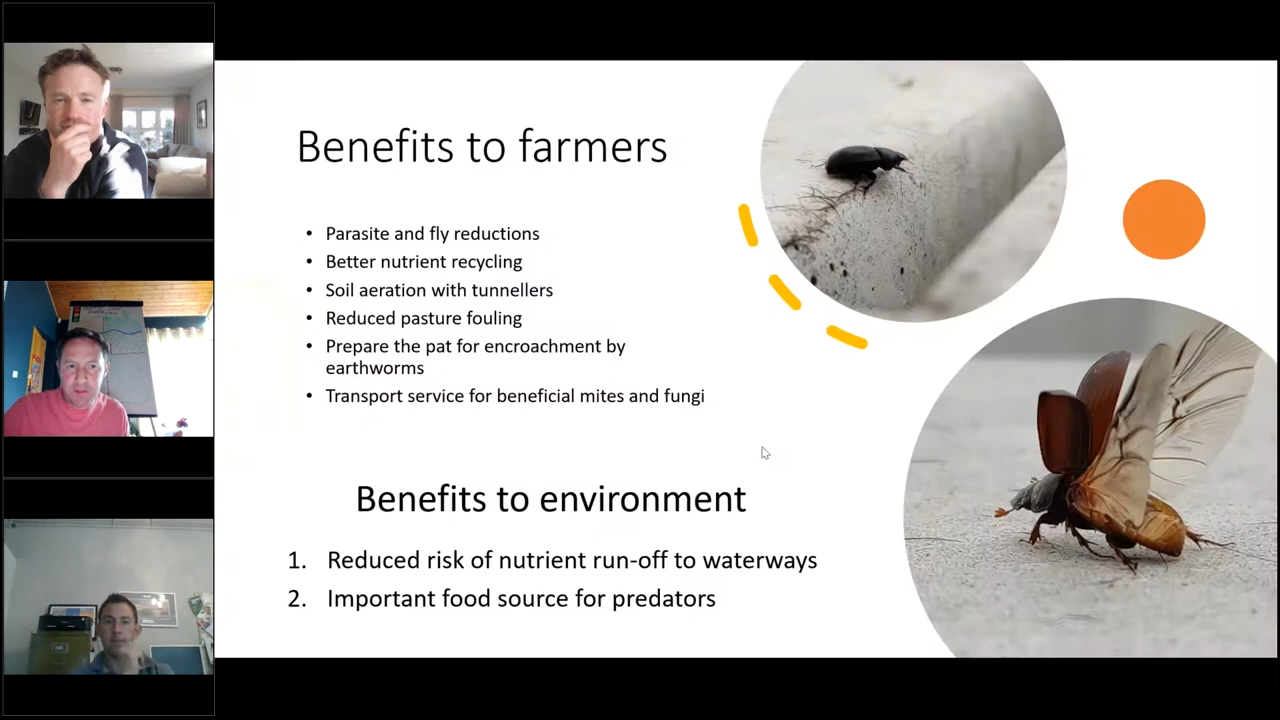 Benefits to farmers
• Parasite and fly reductions
• Better nutrient recycling
• Soil aeration with tunnellers
• Reduced pasture fouling
• Prepare the pat for encroachment by
earthworms
• Transport service for beneficial mites and fungi
Benefits to environment
1. Reduced risk of nutrient run-off to waterways
2. Important food source for predators